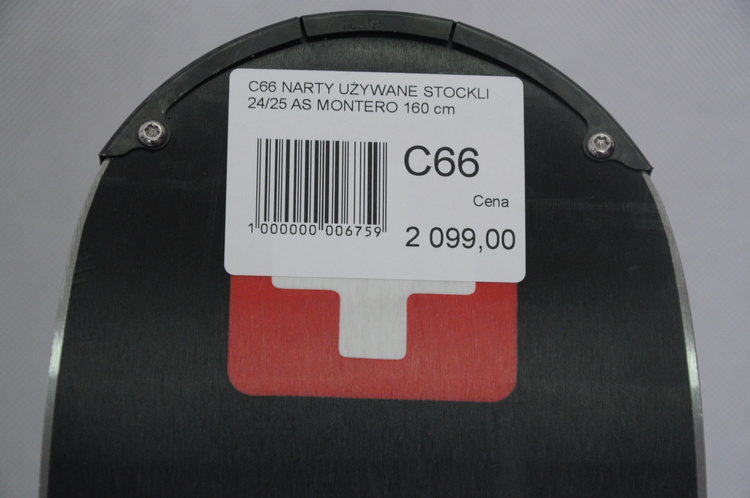 C66 NARTY UŻYWANE STOCKLI
24/25 AS MONTERO 160 cm
C66
Cena
2 099,00
1 000000 006759